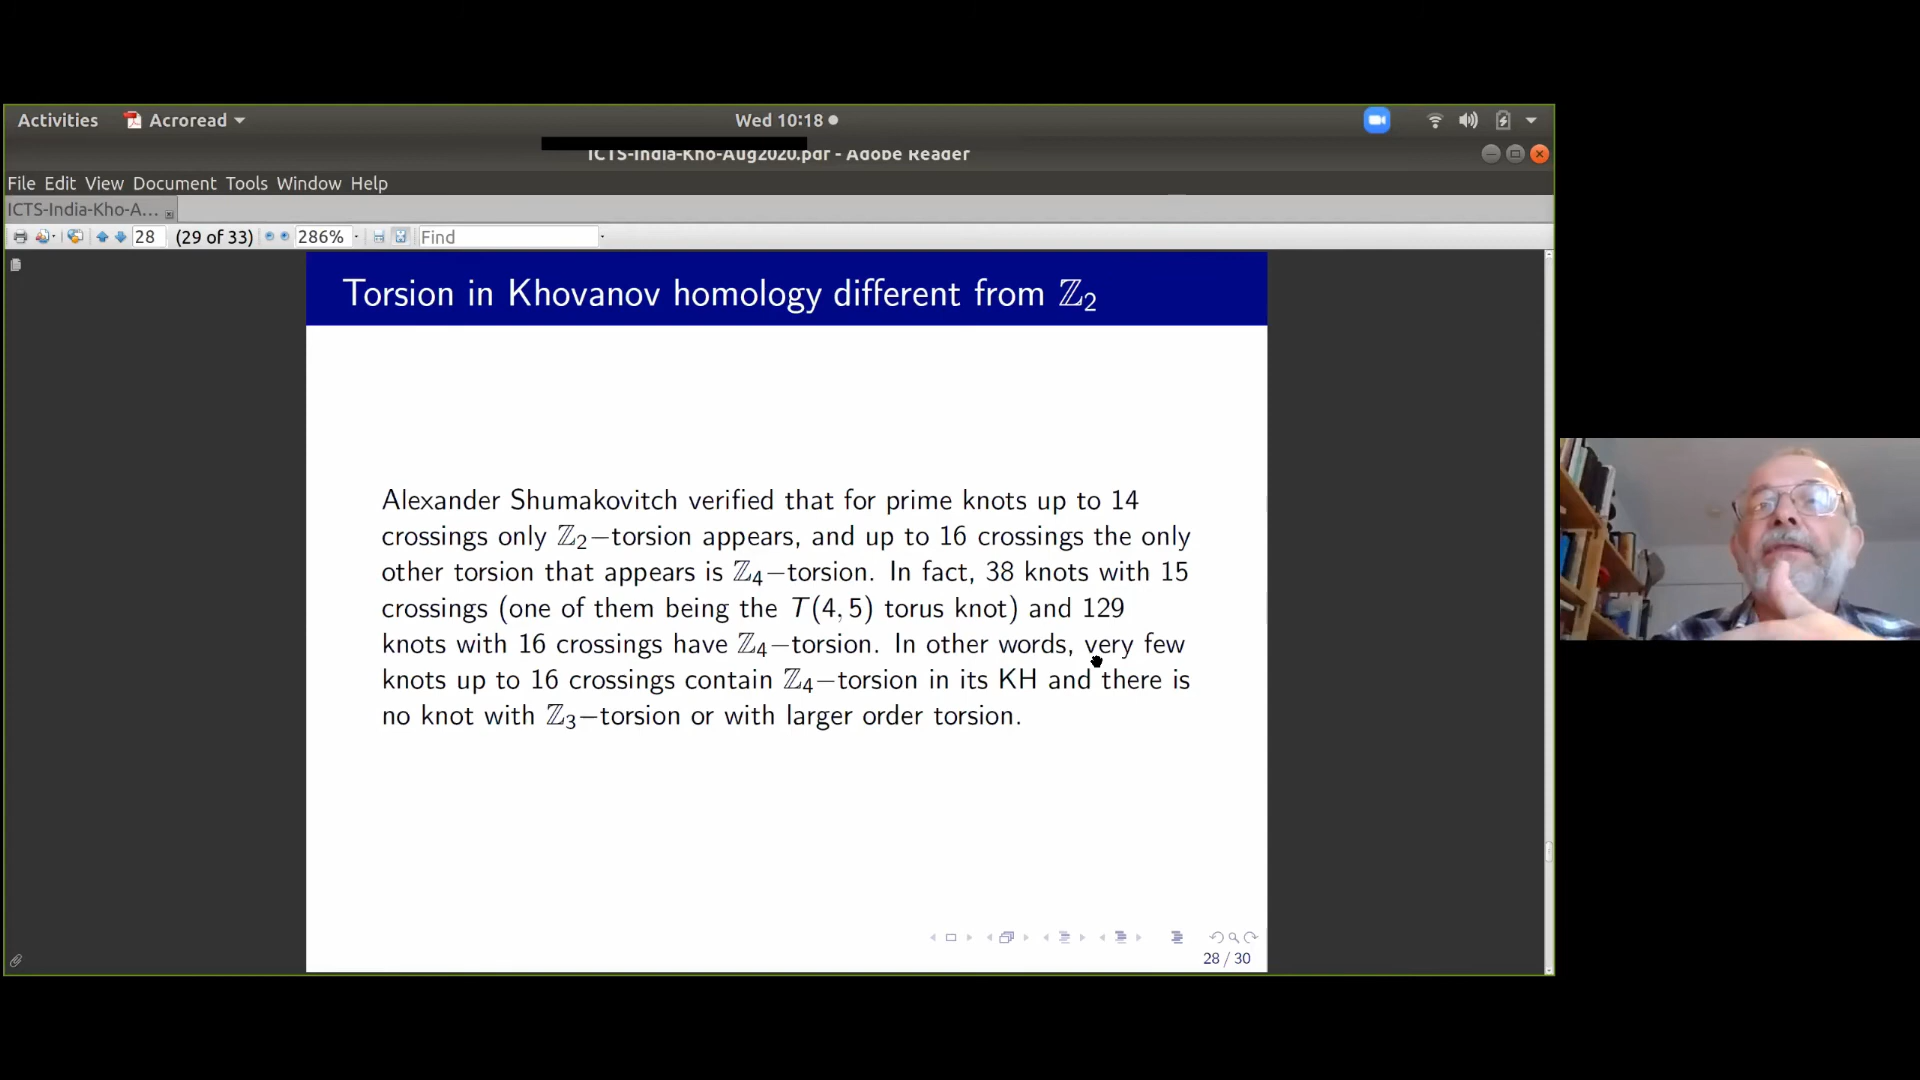 Activities Acroread Wed 10:18
ICTS-India-Kho-Aug2020.pdf - Adobe Reader
File Edit View Document Tools Window Help
ICTS-India-Kho-A...
28 (29 of 33) 286% Find
Torsion in Khovanov homology different from ℤ₂
Alexander Shumakovitch verified that for prime knots up to 14
crossings only ℤ₂−torsion appears, and up to 16 crossings the only
other torsion that appears is ℤ₄−torsion. In fact, 38 knots with 15
crossings (one of them being the T(4, 5) torus knot) and 129
knots with 16 crossings have ℤ₄−torsion. In other words, very few
knots up to 16 crossings contain ℤ₄−torsion in its KH and there is
no knot with ℤ₃−torsion or with larger order torsion.
28 / 30